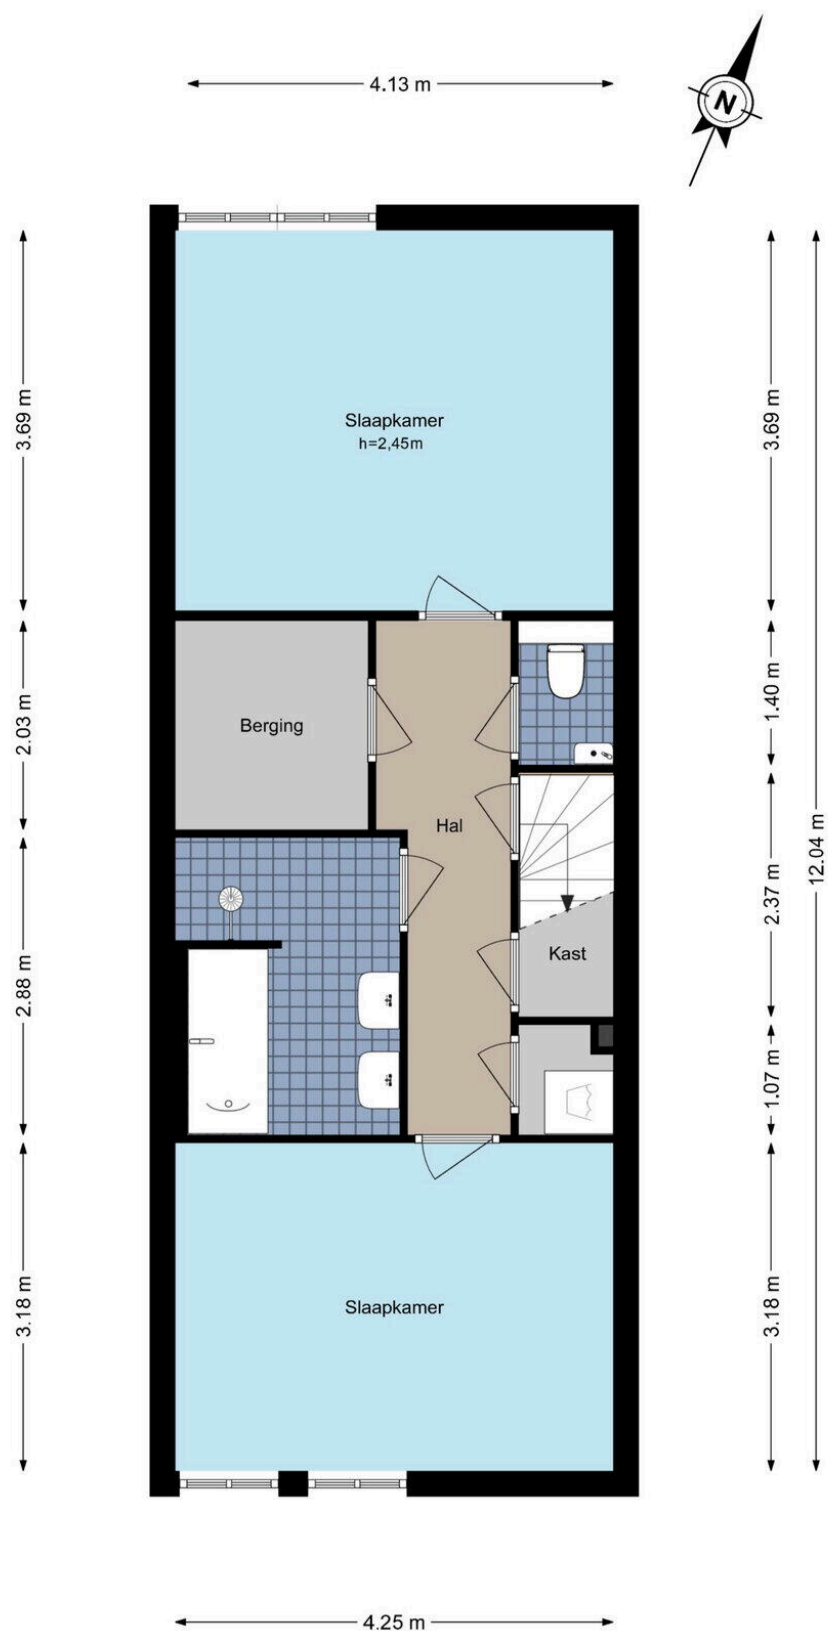 4.13 m
N
3.69 m
3.69 m
Slaapkamer
h=2,45m
2.03 m
1.40 m
Berging
Hal
12.04 m
2.37 m
Kast
2.88 m
1.07 m
3.18 m
3.18 m
Slaapkamer
4.25 m